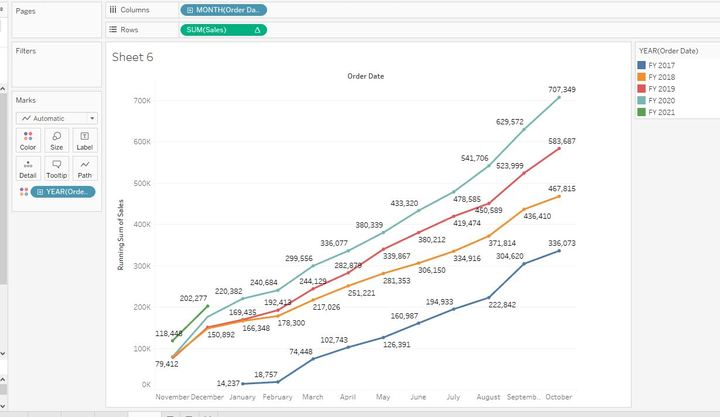 Pages
Columns
MONTH(Order Da..
Rows
SUM(Sales)
Filters
Marks
Automatic
Color
Size
Label
Detail
Tooltip
Path
YEAR(Orde..
Sheet 6
Order Date
Running Sum of Sales
700K
600K
500K
400K
300K
200K
100K
0K
707,349
629,572
583,687
541,706
523,999
478,585
467,815
433,320
450,589
436,410
380,339
419,474
336,077
380,212
371,814
299,556
339,867
334,916
336,073
282,879
306,150
304,620
240,684
244,129
281,353
220,382
251,221
202,277
192,413
217,026
222,842
169,435
194,933
166,348
178,300
160,987
118,448
150,892
102,743
126,391
79,412
74,448
18,757
14,237
November December January February March April May June July August Septemb.. October
YEAR(Order Date)
FY 2017
FY 2018
FY 2019
FY 2020
FY 2021